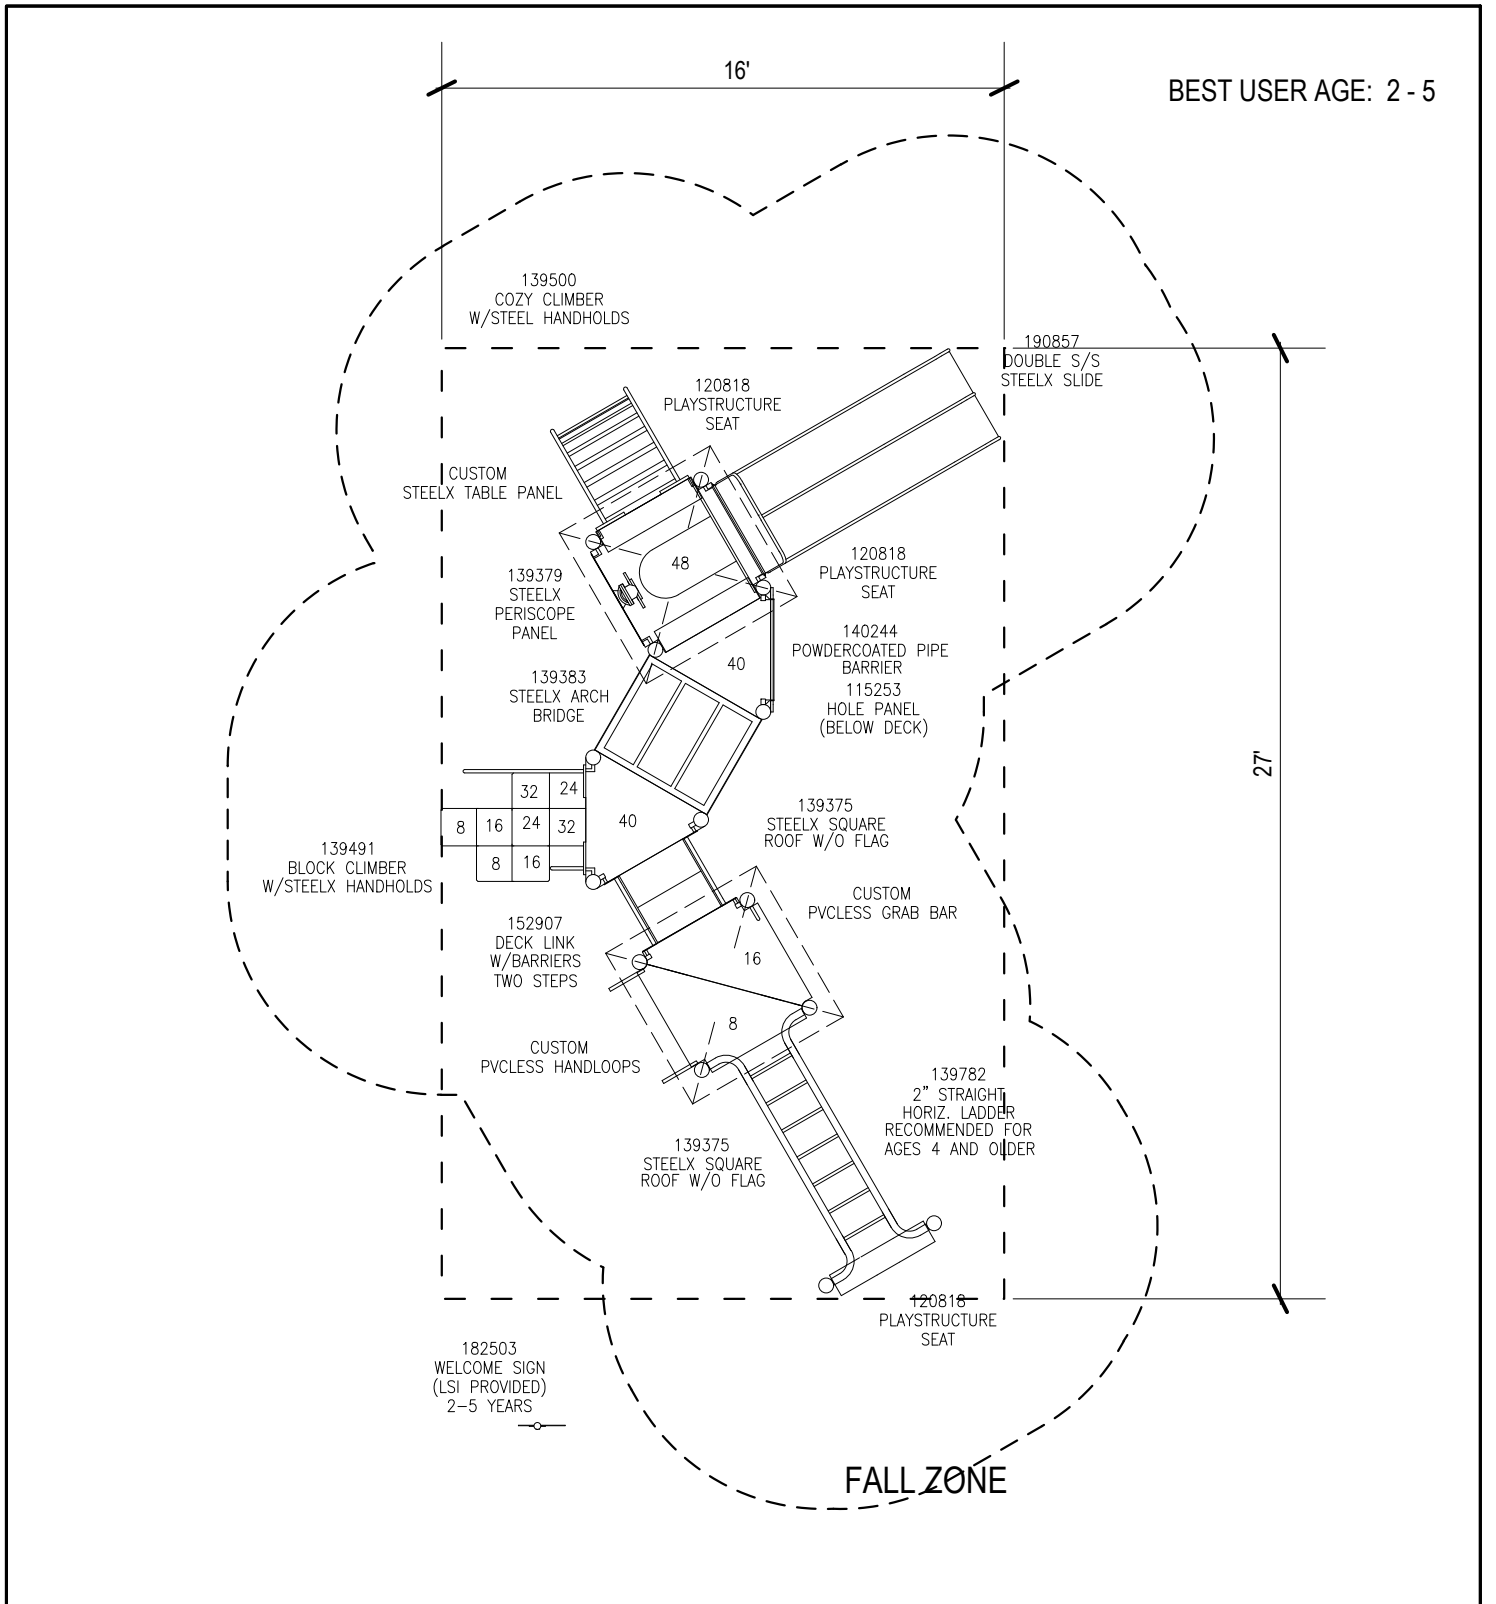 16'
BEST USER AGE: 2 - 5
139500
COZY CLIMBER
W/STEEL HANDHOLDS
190857
DOUBLE S/S
STEELX SLIDE
120818
PLAYSTRUCTURE
SEAT
CUSTOM
STEELX TABLE PANEL
48
120818
PLAYSTRUCTURE
SEAT
139379
STEELX
PERISCOPE
PANEL
140244
POWDERCOATED PIPE
BARRIER
115253
HOLE PANEL
(BELOW DECK)
40
139383
STEELX ARCH
BRIDGE
27'
32
24
8
16
24
32
8
16
40
139375
STEELX SQUARE
ROOF W/O FLAG
139491
BLOCK CLIMBER
W/STEELX HANDHOLDS
CUSTOM
PVCLESS GRAB BAR
152907
DECK LINK
W/BARRIERS
TWO STEPS
16
8
CUSTOM
PVCLESS HANDLOOPS
139782
2” STRAIGHT
HORIZ. LADDER
RECOMMENDED FOR
AGES 4 AND OLDER
139375
STEELX SQUARE
ROOF W/O FLAG
120818
PLAYSTRUCTURE
SEAT
182503
WELCOME SIGN
(LSI PROVIDED)
2-5 YEARS
FALL ZONE